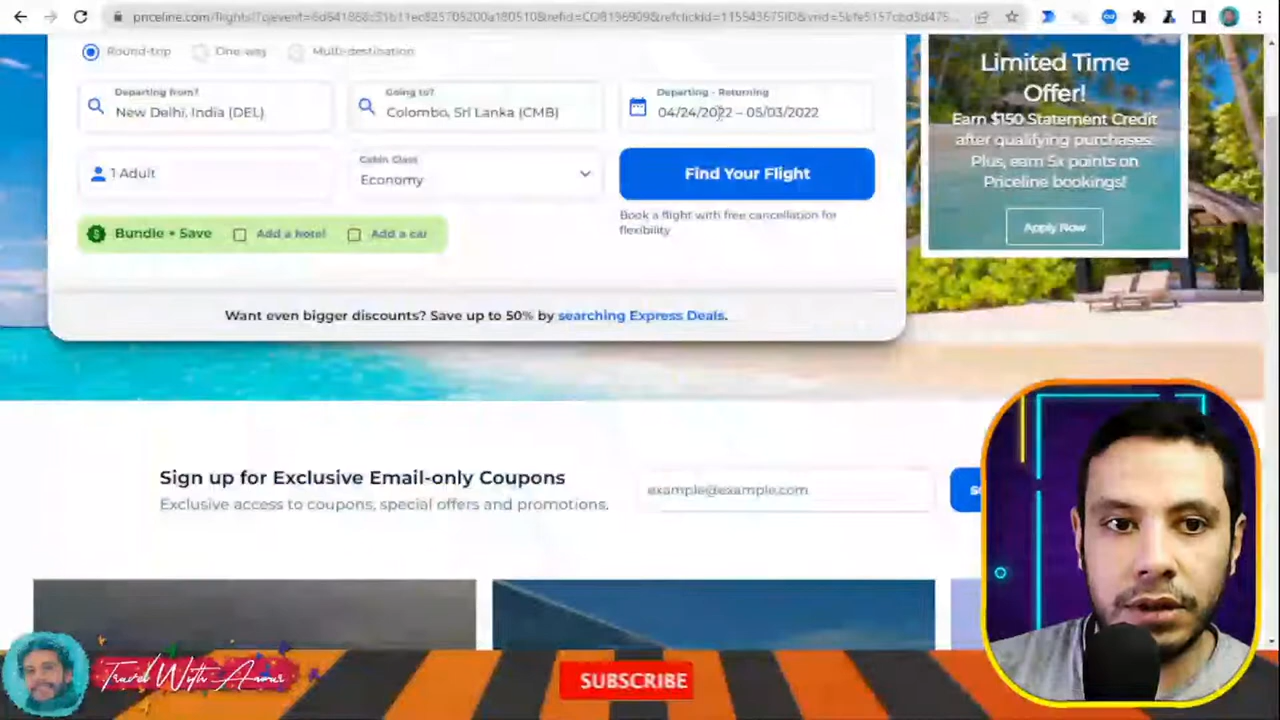 Round-trip One-way Multi-destination
Departing from?
New Delhi, India (DEL)
Going to?
Colombo, Sri Lanka (CMB)
Departing - Returning
04/24/2022 – 05/03/2022
1 Adult
Cabin Class
Economy
Find Your Flight
Bundle + Save Add a hotel Add a car
Book a flight with free cancellation for
flexibility
Want even bigger discounts? Save up to 50% by searching Express Deals.
Limited Time
Offer!
Earn $150 Statement Credit
after qualifying purchases.
Plus, earn 5x points on
Priceline bookings!
Apply Now
Sign up for Exclusive Email-only Coupons
Exclusive access to coupons, special offers and promotions.
example@example.com
Travel With Anour
SUBSCRIBE